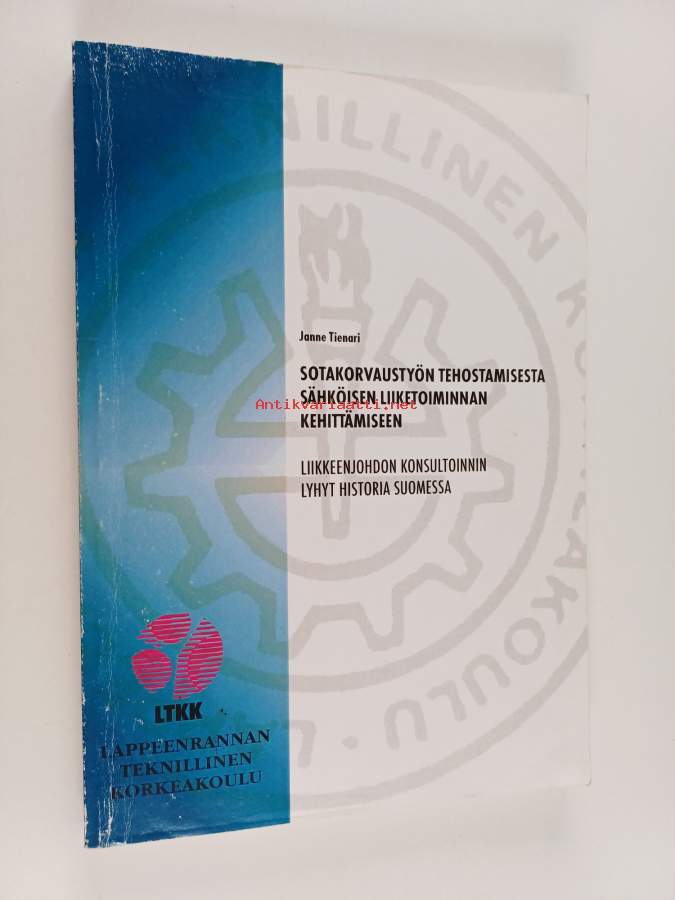 Janne Tienari
SOTAKORVAUSTYÖN TEHOSTAMISESTA
SÄHKÖISEN LIIKETOIMINNAN
Antikvariaatti.net
KEHITTÄMISEEN
LIIKKEENJOHDON KONSULTOINNIN
LYHYT HISTORIA SUOMESSA
LTKK
LAPPEENRANNAN
TEKNILLINEN
KORKEAKOULU